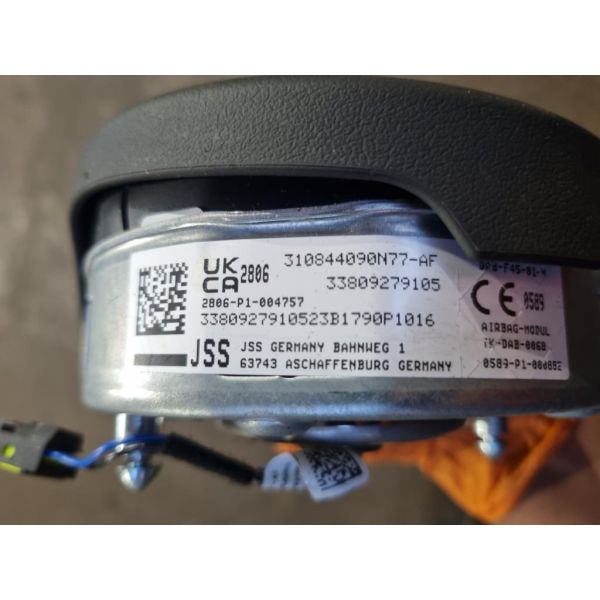 UK
CA 2806
310844090N77-AF
33809279105
2806-P1-004757
3380927910523B1790P1016
JSS
JSS GERMANY BAHNWEG 1
63743 ASCHAFFENBURG GERMANY
CE 0589
AIRBAG-MODUL